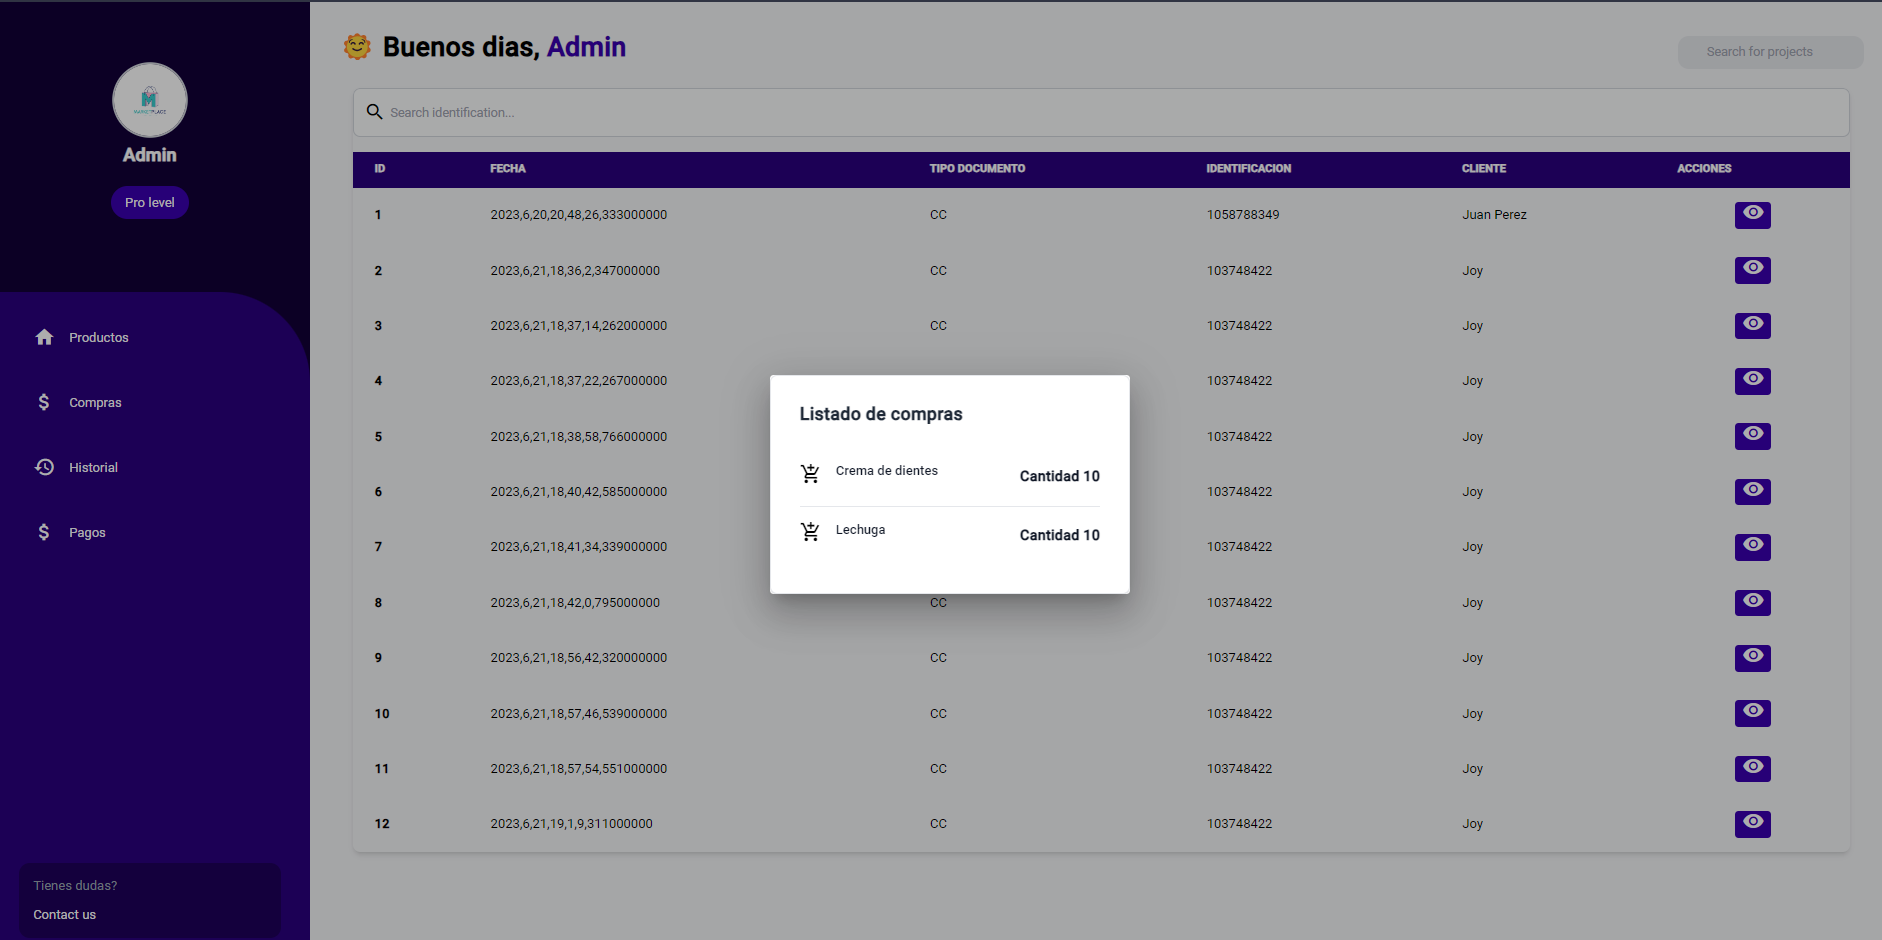 Buenos dias, Admin
Search for projects
MARKETPLACE
Admin
Pro level
Productos
Compras
Historial
Pagos
Tienes dudas?
Contact us
Search identification...
ID FECHA TIPO DOCUMENTO IDENTIFICACION CLIENTE ACCIONES
1 2023,6,20,20,48,26,333000000 CC 1058788349 Juan Perez
2 2023,6,21,18,36,2,347000000 CC 103748422 Joy
3 2023,6,21,18,37,14,262000000 CC 103748422 Joy
4 2023,6,21,18,37,22,267000000 103748422 Joy
5 2023,6,21,18,38,58,766000000 103748422 Joy
6 2023,6,21,18,40,42,585000000 103748422 Joy
7 2023,6,21,18,41,34,339000000 103748422 Joy
8 2023,6,21,18,42,0,795000000 CC 103748422 Joy
9 2023,6,21,18,56,42,320000000 CC 103748422 Joy
10 2023,6,21,18,57,46,539000000 CC 103748422 Joy
11 2023,6,21,18,57,54,551000000 CC 103748422 Joy
12 2023,6,21,19,1,9,311000000 CC 103748422 Joy
Listado de compras
Crema de dientes Cantidad 10
Lechuga Cantidad 10